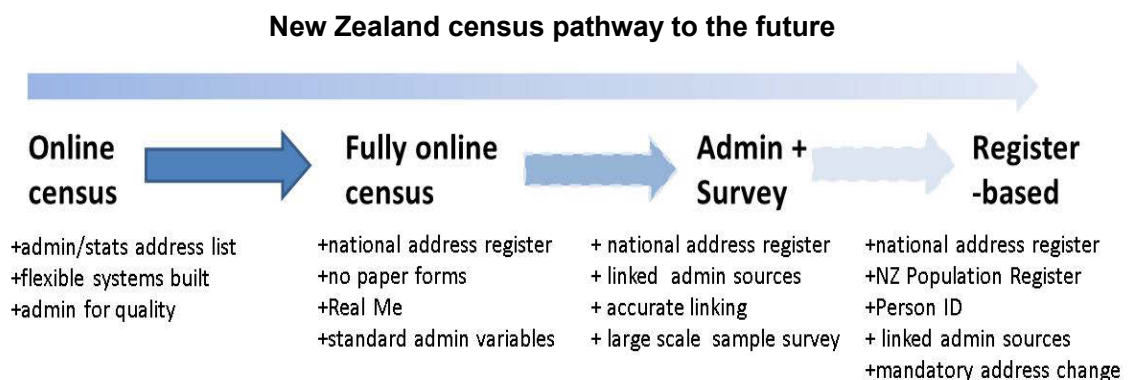 New Zealand census pathway to the future
Online
census
+admin/stats address list
+flexible systems built
+admin for quality
Fully online
census
+national address register
+no paper forms
+Real Me
+standard admin variables
Admin +
Survey
+ national address register
+ linked admin sources
+ accurate linking
+ large scale sample survey
Register
-based
+national address register
+NZ Population Register
+Person ID
+ linked admin sources
+mandatory address change